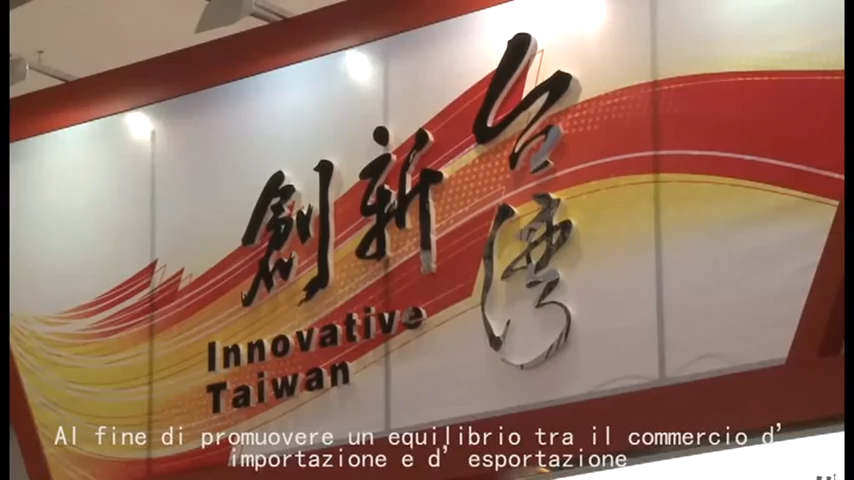 創新台灣
Innovative
Taiwan
Al fine di promuovere un equilibrio tra il commercio d'
importazione e d' esportazione